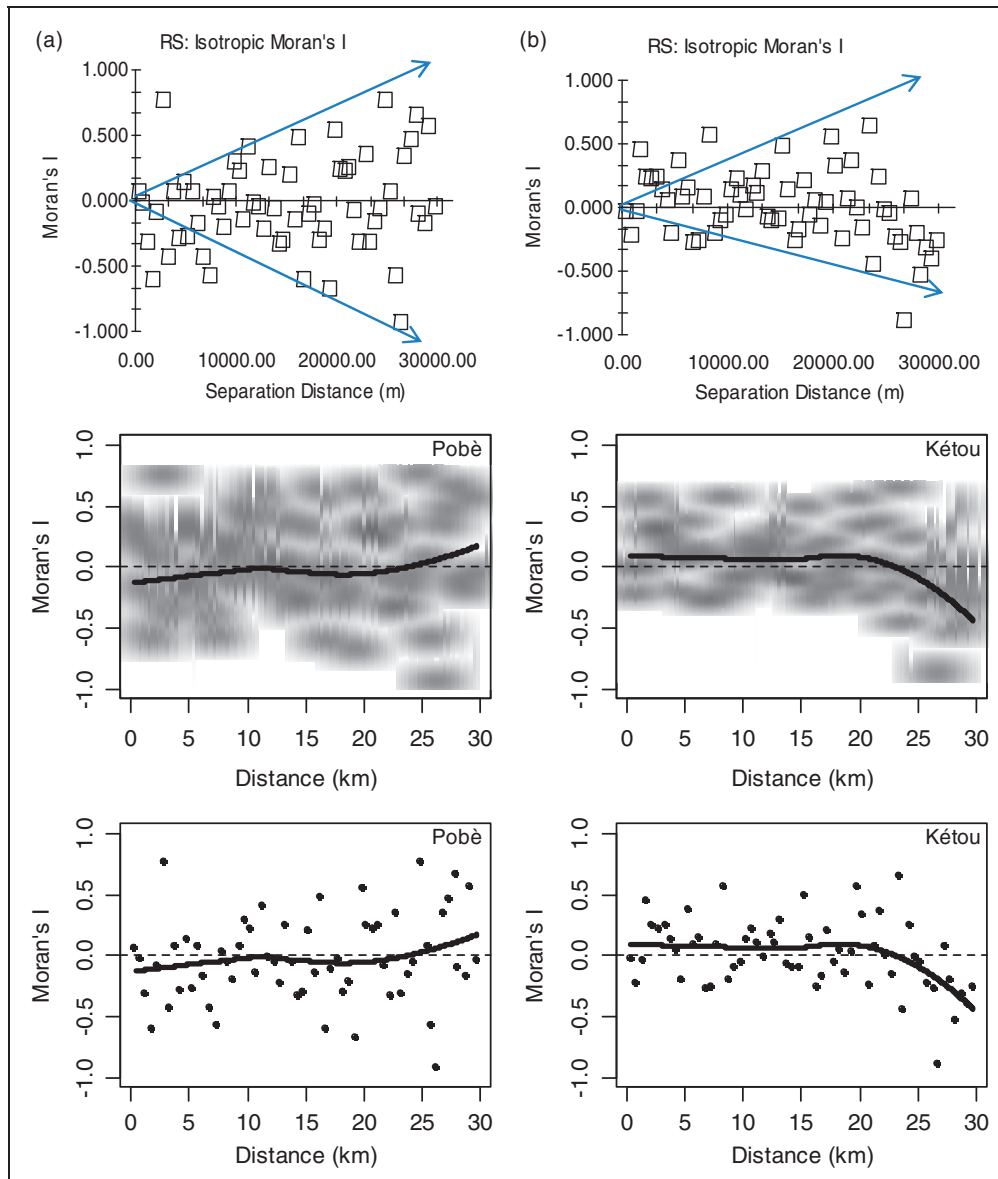 (a)
RS: Isotropic Moran's I
1.000
0.500
0.000
-0.500
-1.000
Moran's I
0.00 10000.00 20000.00 30000.00
Separation Distance (m)
(b)
RS: Isotropic Moran's I
1.000
0.500
0.000
-0.500
-1.000
Moran's I
0.00 10000.00 20000.00 30000.00
Separation Distance (m)
Pobè
1.0
0.5
0.0
-0.5
-1.0
Moran's I
0 5 10 15 20 25 30
Distance (km)
Kétou
1.0
0.5
0.0
-0.5
-1.0
Moran's I
0 5 10 15 20 25 30
Distance (km)
Pobè
1.0
0.5
0.0
-0.5
-1.0
Moran's I
0 5 10 15 20 25 30
Distance (km)
Kétou
1.0
0.5
0.0
-0.5
-1.0
Moran's I
0 5 10 15 20 25 30
Distance (km)